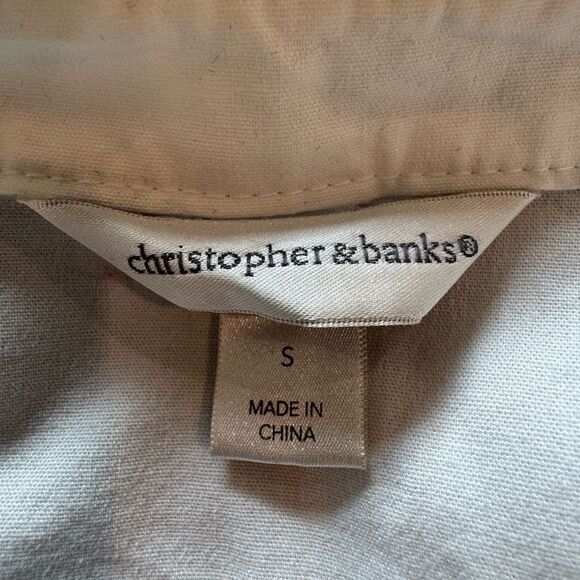 christopher & banks®
S
MADE IN
CHINA